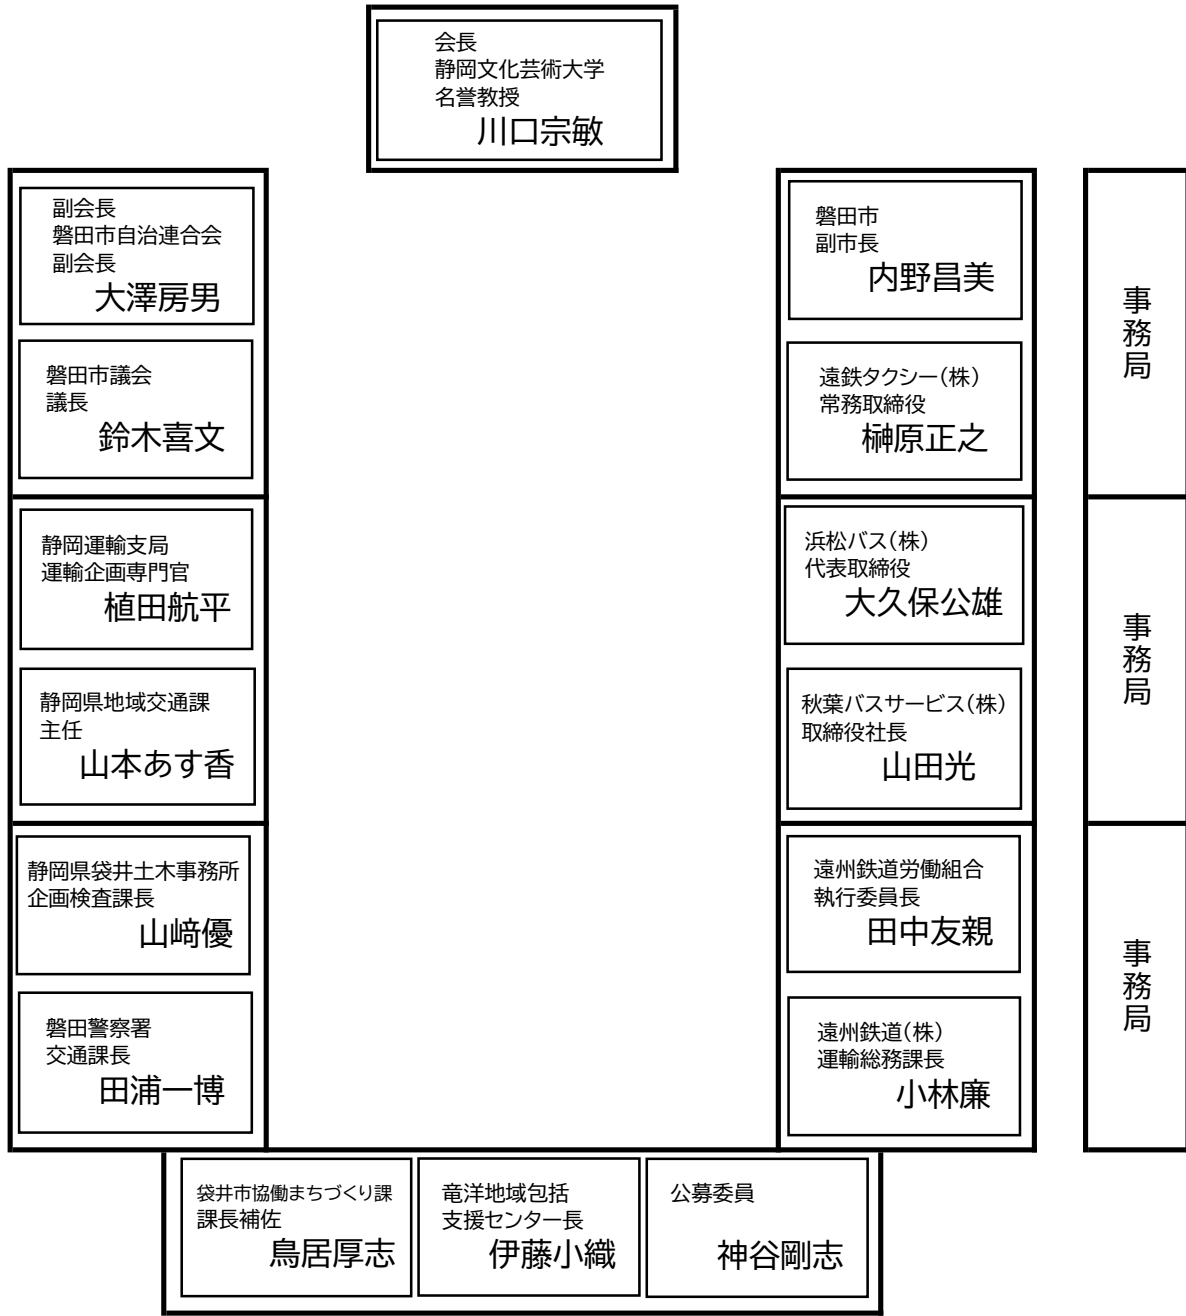 会長
静岡文化芸術大学
名誉教授
川口宗敏
副会長
磐田市自治連合会
副会長
大澤房男
磐田市議会
議長
鈴木喜文
静岡運輸支局
運輸企画専門官
植田航平
静岡県地域交通課
主任
山本あす香
静岡県袋井土木事務所
企画検査課長
山﨑優
磐田警察署
交通課長
田浦一博
磐田市
副市長
内野昌美
遠鉄タクシー(株)
常務取締役
榊原正之
浜松バス(株)
代表取締役
大久保公雄
秋葉バスサービス(株)
取締役社長
山田光
遠州鉄道労働組合
執行委員長
田中友親
遠州鉄道(株)
運輸総務課長
小林廉
事務局
事務局
事務局
袋井市協働まちづくり課
課長補佐
鳥居厚志
竜洋地域包括
支援センター長
伊藤小織
公募委員
神谷剛志